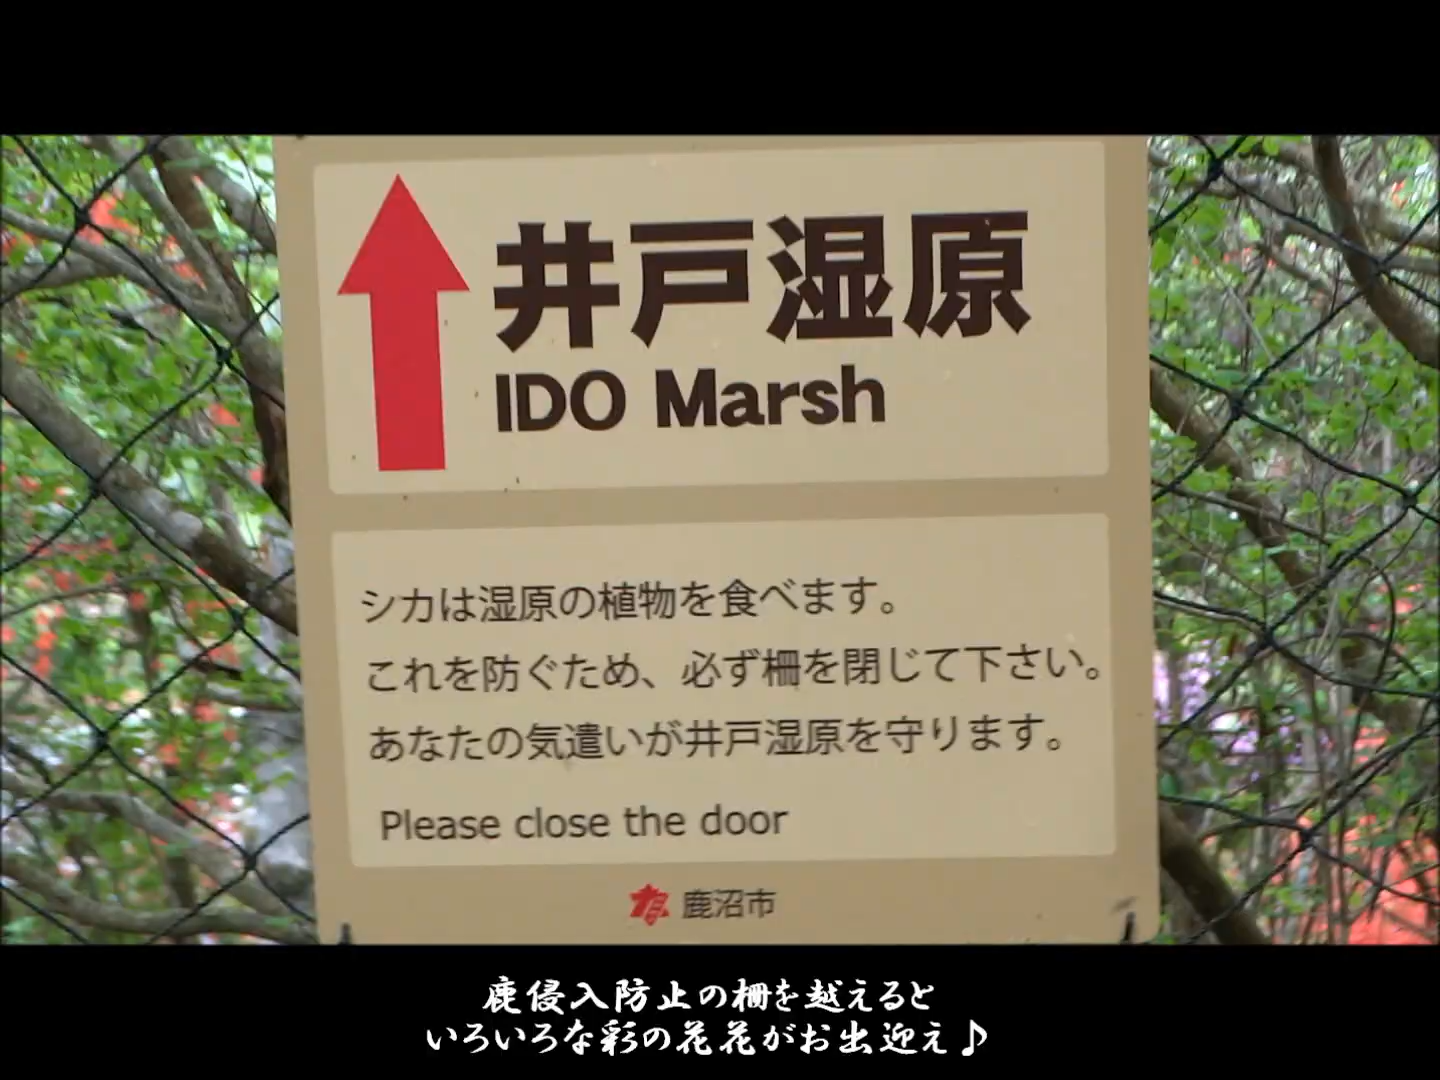 井戸湿原
IDO Marsh
シカは湿原の植物を食べます。
これを防ぐため、必ず柵を閉じて下さい。
あなたの気遣いが井戸湿原を守ります。
Please close the door
鹿沼市
鹿侵入防止の柵を越えると
いろいろな彩の花花がお出迎え♪